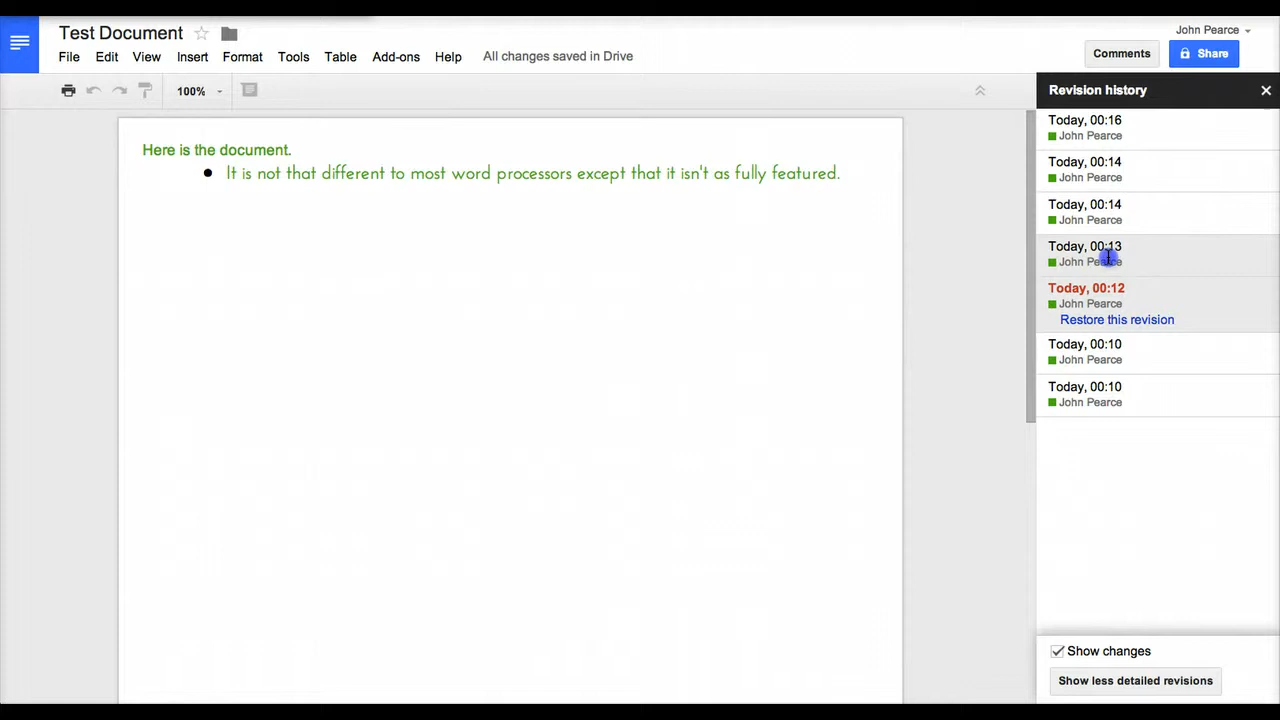 Test Document
John Pearce
File Edit View Insert Format Tools Table Add-ons Help All changes saved in Drive
Comments
Share
100%
Revision history
Here is the document.
It is not that different to most word processors except that it isn't as fully featured.
Today, 00:16
John Pearce
Today, 00:14
John Pearce
Today, 00:14
John Pearce
Today, 00:13
John Pearce
Today, 00:12
John Pearce
Restore this revision
Today, 00:10
John Pearce
Today, 00:10
John Pearce
Show changes
Show less detailed revisions